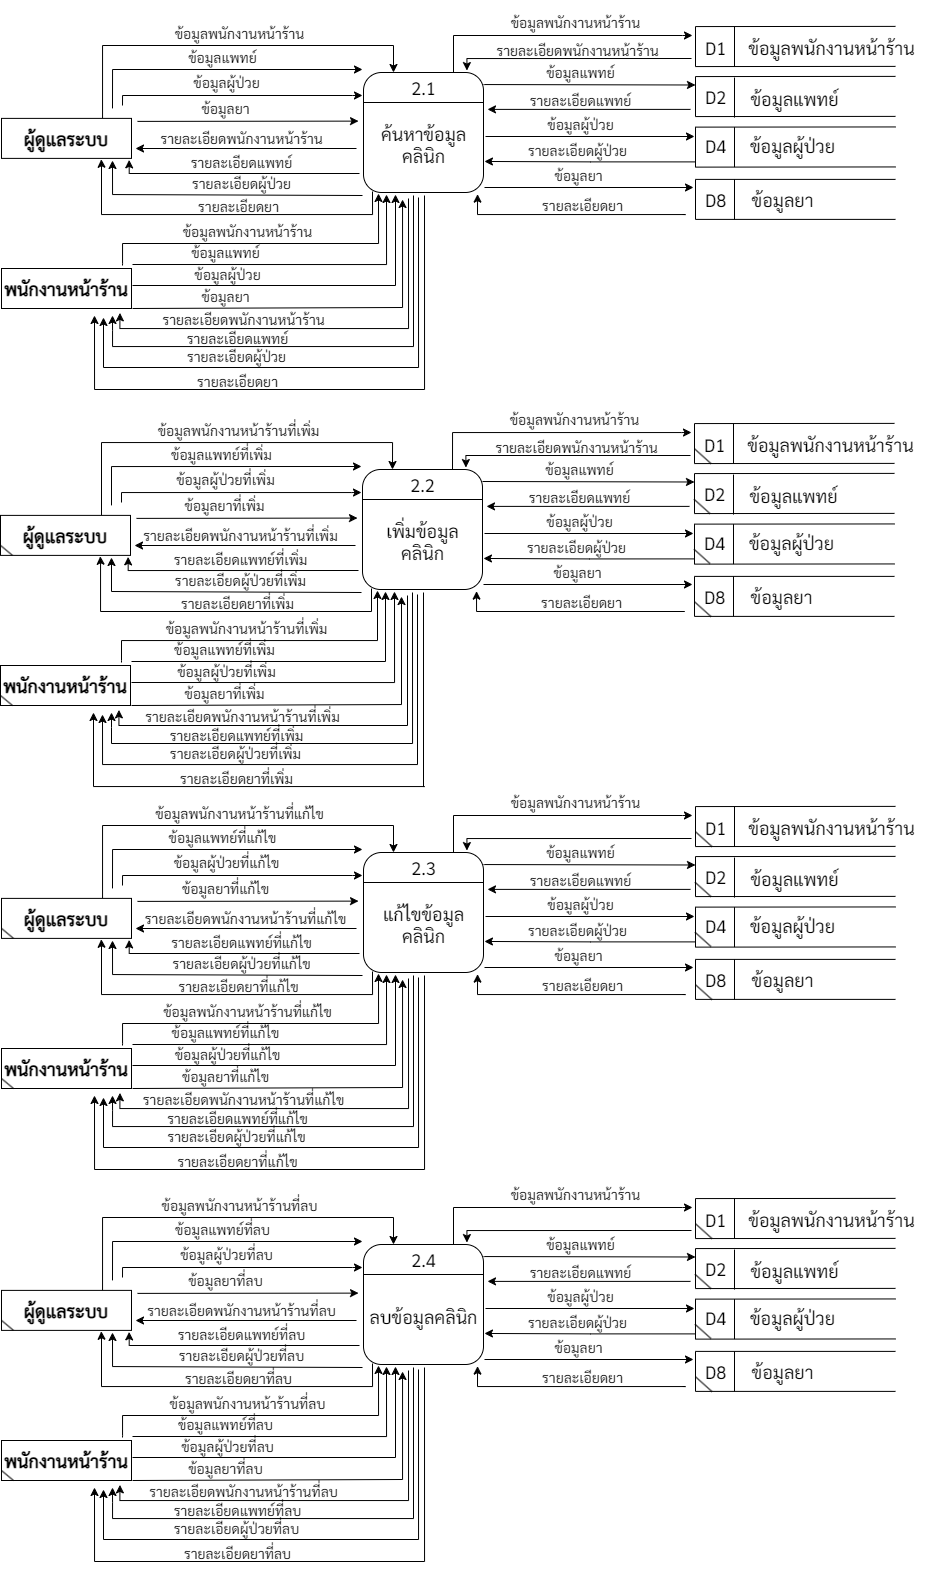 ข้อมูลพนักงานหน้าร้าน
ข้อมูลแพทย์
ข้อมูลผู้ป่วย
ข้อมูลยา
ผู้ดูแลระบบ
รายละเอียดพนักงานหน้าร้าน
รายละเอียดแพทย์
รายละเอียดผู้ป่วย
รายละเอียดยา
ข้อมูลพนักงานหน้าร้าน
ข้อมูลแพทย์
ข้อมูลผู้ป่วย
ข้อมูลยา
พนักงานหน้าร้าน
รายละเอียดพนักงานหน้าร้าน
รายละเอียดแพทย์
รายละเอียดผู้ป่วย
รายละเอียดยา
2.1
ค้นหาข้อมูล
คลินิก
ข้อมูลพนักงานหน้าร้าน
รายละเอียดพนักงานหน้าร้าน
ข้อมูลแพทย์
รายละเอียดแพทย์
ข้อมูลผู้ป่วย
รายละเอียดผู้ป่วย
ข้อมูลยา
รายละเอียดยา
D1 ข้อมูลพนักงานหน้าร้าน
D2 ข้อมูลแพทย์
D4 ข้อมูลผู้ป่วย
D8 ข้อมูลยา
ข้อมูลพนักงานหน้าร้านที่เพิ่ม
ข้อมูลแพทย์ที่เพิ่ม
ข้อมูลผู้ป่วยที่เพิ่ม
ข้อมูลยาที่เพิ่ม
ผู้ดูแลระบบ
รายละเอียดพนักงานหน้าร้านที่เพิ่ม
รายละเอียดแพทย์ที่เพิ่ม
รายละเอียดผู้ป่วยที่เพิ่ม
รายละเอียดยาที่เพิ่ม
ข้อมูลพนักงานหน้าร้านที่เพิ่ม
ข้อมูลแพทย์ที่เพิ่ม
ข้อมูลผู้ป่วยที่เพิ่ม
ข้อมูลยาที่เพิ่ม
พนักงานหน้าร้าน
รายละเอียดพนักงานหน้าร้านที่เพิ่ม
รายละเอียดแพทย์ที่เพิ่ม
รายละเอียดผู้ป่วยที่เพิ่ม
รายละเอียดยาที่เพิ่ม
2.2
เพิ่มข้อมูล
คลินิก
ข้อมูลพนักงานหน้าร้าน
รายละเอียดพนักงานหน้าร้าน
ข้อมูลแพทย์
รายละเอียดแพทย์
ข้อมูลผู้ป่วย
รายละเอียดผู้ป่วย
ข้อมูลยา
รายละเอียดยา
D1 ข้อมูลพนักงานหน้าร้าน
D2 ข้อมูลแพทย์
D4 ข้อมูลผู้ป่วย
D8 ข้อมูลยา
ข้อมูลพนักงานหน้าร้านที่แก้ไข
ข้อมูลแพทย์ที่แก้ไข
ข้อมูลผู้ป่วยที่แก้ไข
ข้อมูลยาที่แก้ไข
ผู้ดูแลระบบ
รายละเอียดพนักงานหน้าร้านที่แก้ไข
รายละเอียดแพทย์ที่แก้ไข
รายละเอียดผู้ป่วยที่แก้ไข
รายละเอียดยาที่แก้ไข
ข้อมูลพนักงานหน้าร้านที่แก้ไข
ข้อมูลแพทย์ที่แก้ไข
ข้อมูลผู้ป่วยที่แก้ไข
ข้อมูลยาที่แก้ไข
พนักงานหน้าร้าน
รายละเอียดพนักงานหน้าร้านที่แก้ไข
รายละเอียดแพทย์ที่แก้ไข
รายละเอียดผู้ป่วยที่แก้ไข
รายละเอียดยาที่แก้ไข
2.3
แก้ไขข้อมูล
คลินิก
ข้อมูลพนักงานหน้าร้าน
ข้อมูลแพทย์
รายละเอียดแพทย์
ข้อมูลผู้ป่วย
รายละเอียดผู้ป่วย
ข้อมูลยา
รายละเอียดยา
D1 ข้อมูลพนักงานหน้าร้าน
D2 ข้อมูลแพทย์
D4 ข้อมูลผู้ป่วย
D8 ข้อมูลยา
ข้อมูลพนักงานหน้าร้านที่ลบ
ข้อมูลแพทย์ที่ลบ
ข้อมูลผู้ป่วยที่ลบ
ข้อมูลยาที่ลบ
ผู้ดูแลระบบ
รายละเอียดพนักงานหน้าร้านที่ลบ
รายละเอียดแพทย์ที่ลบ
รายละเอียดผู้ป่วยที่ลบ
รายละเอียดยาที่ลบ
ข้อมูลพนักงานหน้าร้านที่ลบ
ข้อมูลแพทย์ที่ลบ
ข้อมูลผู้ป่วยที่ลบ
ข้อมูลยาที่ลบ
พนักงานหน้าร้าน
รายละเอียดพนักงานหน้าร้านที่ลบ
รายละเอียดแพทย์ที่ลบ
รายละเอียดผู้ป่วยที่ลบ
รายละเอียดยาที่ลบ
2.4
ลบข้อมูลคลินิก
ข้อมูลพนักงานหน้าร้าน
ข้อมูลแพทย์
รายละเอียดแพทย์
ข้อมูลผู้ป่วย
รายละเอียดผู้ป่วย
ข้อมูลยา
รายละเอียดยา
D1 ข้อมูลพนักงานหน้าร้าน
D2 ข้อมูลแพทย์
D4 ข้อมูลผู้ป่วย
D8 ข้อมูลยา